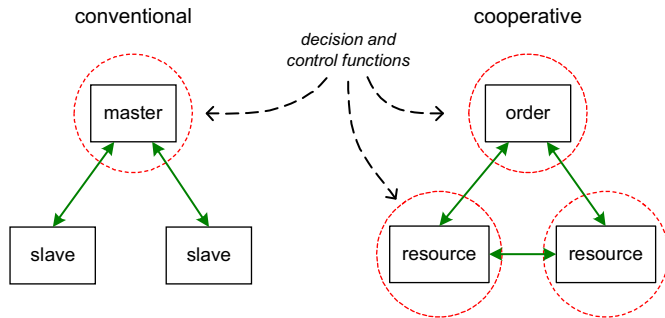 conventional
cooperative
decision and
control functions
master
order
slave
slave
resource
resource